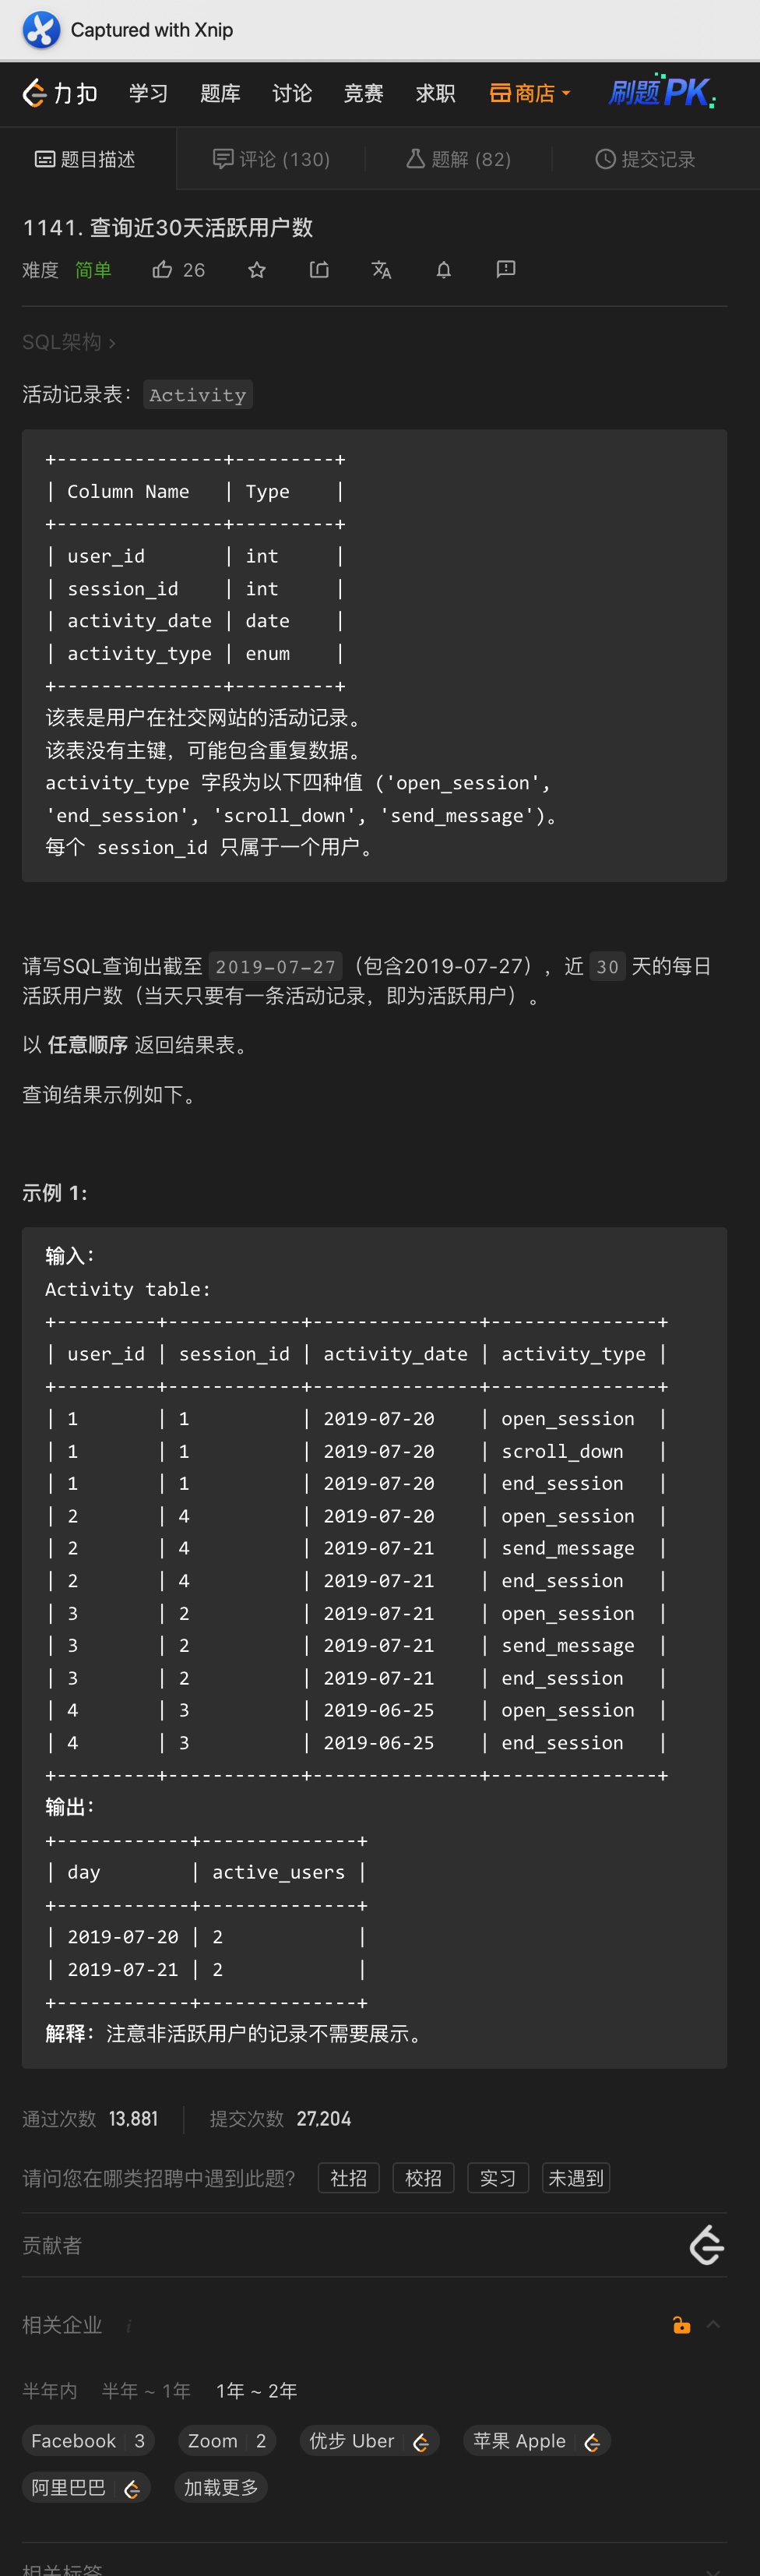 Captured with Xnip
力扣 学习 题库 讨论 竞赛 求职 商店 刷题PK
题目描述 评论 (130) 题解 (82) 提交记录
1141. 查询近30天活跃用户数
难度 简单 26
SQL架构 ›
活动记录表：Activity
+---------------+---------+
| Column Name   | Type    |
+---------------+---------+
| user_id       | int     |
| session_id    | int     |
| activity_date | date    |
| activity_type | enum    |
+---------------+---------+
该表是用户在社交网站的活动记录。
该表没有主键，可能包含重复数据。
activity_type 字段为以下四种值 ('open_session',
'end_session', 'scroll_down', 'send_message')。
每个 session_id 只属于一个用户。
请写SQL查询出截至 2019-07-27（包含2019-07-27），近 30 天的每日
活跃用户数（当天只要有一条活动记录，即为活跃用户）。
以 任意顺序 返回结果表。
查询结果示例如下。
示例 1:
输入：
Activity table:
+---------+------------+---------------+---------------+
| user_id | session_id | activity_date | activity_type |
+---------+------------+---------------+---------------+
| 1       | 1          | 2019-07-20    | open_session  |
| 1       | 1          | 2019-07-20    | scroll_down   |
| 1       | 1          | 2019-07-20    | end_session   |
| 2       | 4          | 2019-07-20    | open_session  |
| 2       | 4          | 2019-07-21    | send_message  |
| 2       | 4          | 2019-07-21    | end_session   |
| 3       | 2          | 2019-07-21    | open_session  |
| 3       | 2          | 2019-07-21    | send_message  |
| 3       | 2          | 2019-07-21    | end_session   |
| 4       | 3          | 2019-06-25    | open_session  |
| 4       | 3          | 2019-06-25    | end_session   |
+---------+------------+---------------+---------------+
输出：
+------------+--------------+
| day        | active_users |
+------------+--------------+
| 2019-07-20 | 2            |
| 2019-07-21 | 2            |
+------------+--------------+
解释：注意非活跃用户的记录不需要展示。
通过次数 13,881 提交次数 27,204
请问您在哪类招聘中遇到此题？ 社招 校招 实习 未遇到
贡献者
相关企业 i
半年内 半年 ~ 1年 1年 ~ 2年
Facebook 3 Zoom 2 优步 Uber 苹果 Apple
阿里巴巴 加载更多
相关标签